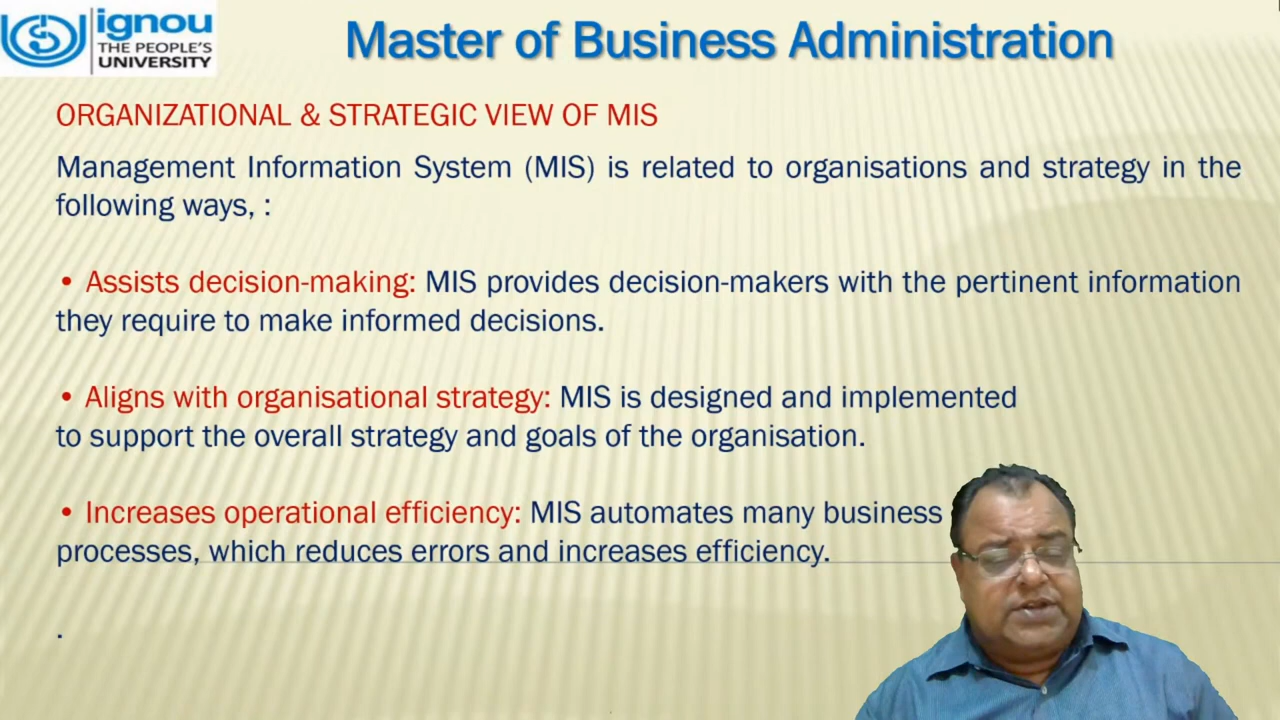 ignou
THE PEOPLE'S
UNIVERSITY
Master of Business Administration
ORGANIZATIONAL & STRATEGIC VIEW OF MIS
Management Information System (MIS) is related to organisations and strategy in the
following ways, :
• Assists decision-making: MIS provides decision-makers with the pertinent information
they require to make informed decisions.
• Aligns with organisational strategy: MIS is designed and implemented
to support the overall strategy and goals of the organisation.
• Increases operational efficiency: MIS automates many business
processes, which reduces errors and increases efficiency.
.